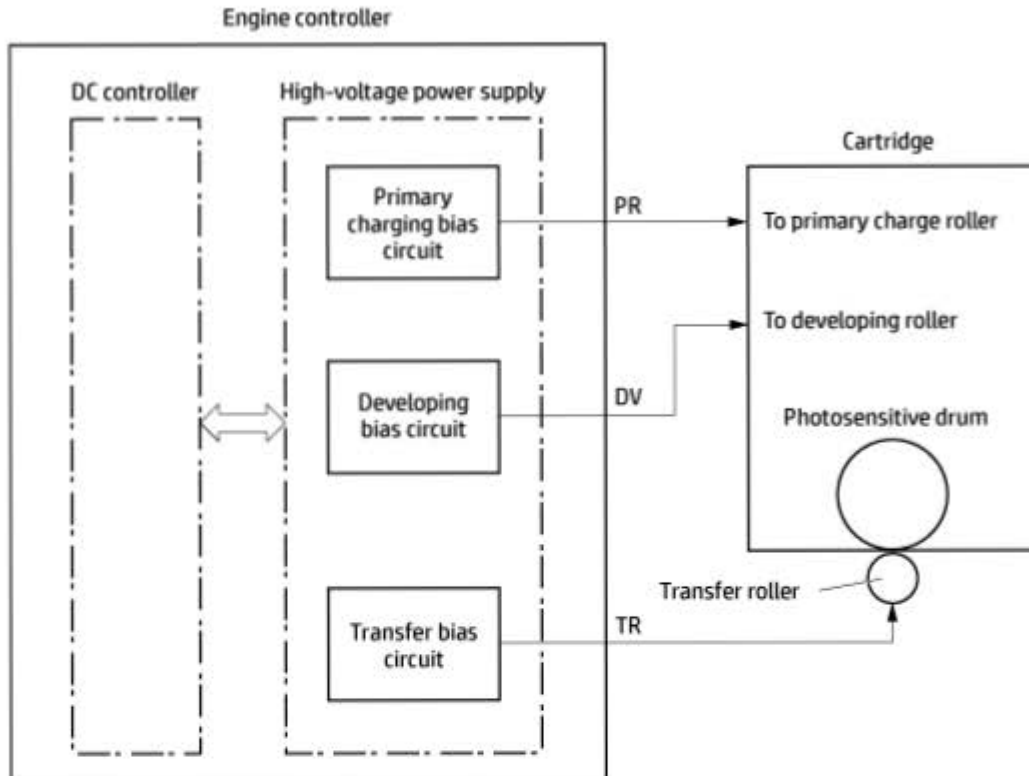 Engine controller
DC controller
High-voltage power supply
Cartridge
Primary
charging bias
circuit
PR
To primary charge roller
To developing roller
Developing
bias circuit
DV
Photosensitive drum
Transfer roller
Transfer bias
circuit
TR